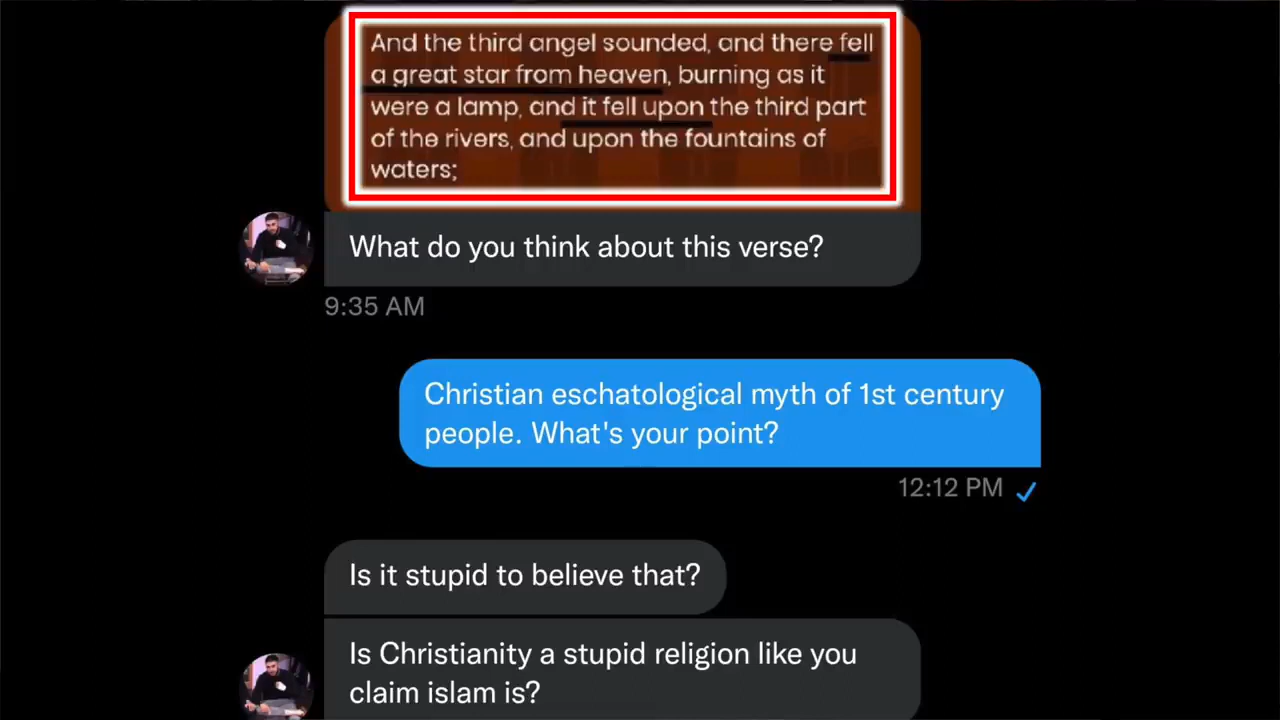 And the third angel sounded, and there fell
a great star from heaven, burning as it
were a lamp, and it fell upon the third part
of the rivers, and upon the fountains of
waters;
What do you think about this verse?
9:35 AM
Christian eschatological myth of 1st century
people. What's your point?
12:12 PM
Is it stupid to believe that?
Is Christianity a stupid religion like you
claim islam is?